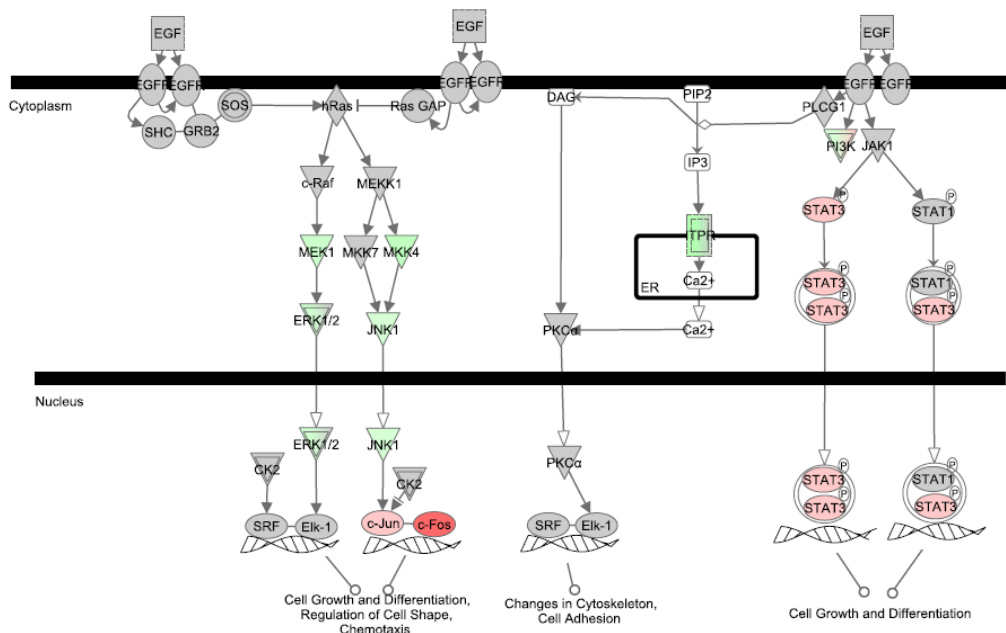 EGF
EGF
EGF
EGFR EGFR
EGFR EGFR
EGFR EGFR
Cytoplasm
SOS
hRas
Ras GAP
DAG
PIP2
PLCG1
SHC
GRB2
PI3K
JAK1
IP3
c-Raf
MEKK1
STAT3
P
STAT1
P
MEK1
MKK7
MKK4
ITPR
ER
Ca2+
STAT3
P
STAT3
P
STAT1
P
STAT3
P
ERK1/2
JNK1
PKCα
Ca2+
Nucleus
ERK1/2
JNK1
CK2
CK2
PKCα
STAT3
P
STAT3
P
STAT1
P
STAT3
P
SRF
Elk-1
c-Jun
c-Fos
SRF
Elk-1
Cell Growth and Differentiation,
Regulation of Cell Shape,
Chemotaxis
Changes in Cytoskeleton,
Cell Adhesion
Cell Growth and Differentiation